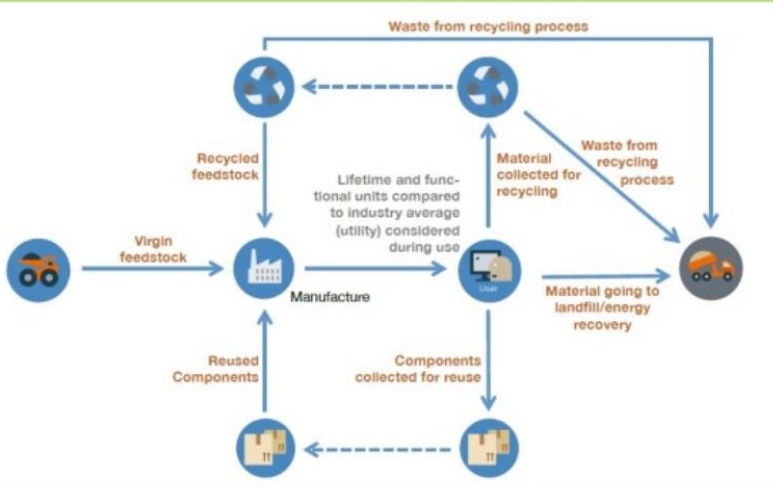 Waste from recycling process
Recycled
feedstock
Material
collected for
recycling
Waste from
recycling
process
Lifetime and func-
tional units compared
to industry average
(utility) considered
during use
Virgin
feedstock
Manufacture
User
Material going to
landfill/energy
recovery
Reused
Components
Components
collected for reuse